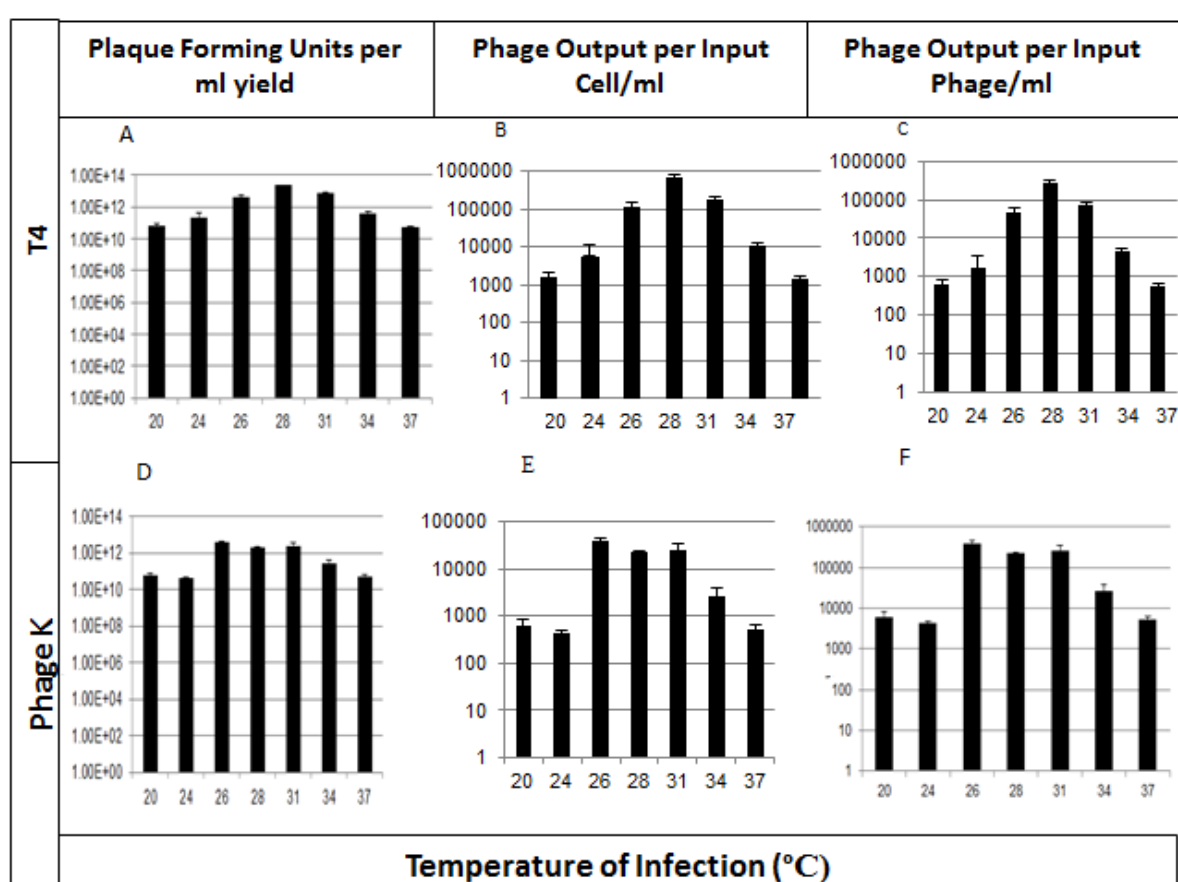 Plaque Forming Units per
ml yield
Phage Output per Input
Cell/ml
Phage Output per Input
Phage/ml
T4
A
1.00E+14
1.00E+12
1.00E+10
1.00E+08
1.00E+06
1.00E+04
1.00E+02
1.00E+00
20 24 26 28 31 34 37
B
1000000
100000
10000
1000
100
10
1
20 24 26 28 31 34 37
C
1000000
100000
10000
1000
100
10
1
20 24 26 28 31 34 37
Phage K
D
1.00E+14
1.00E+12
1.00E+10
1.00E+08
1.00E+06
1.00E+04
1.00E+02
1.00E+00
20 24 26 28 31 34 37
E
100000
10000
1000
100
10
1
20 24 26 28 31 34 37
F
1000000
100000
10000
1000
100
10
1
20 24 26 28 31 34 37
Temperature of Infection (°C)